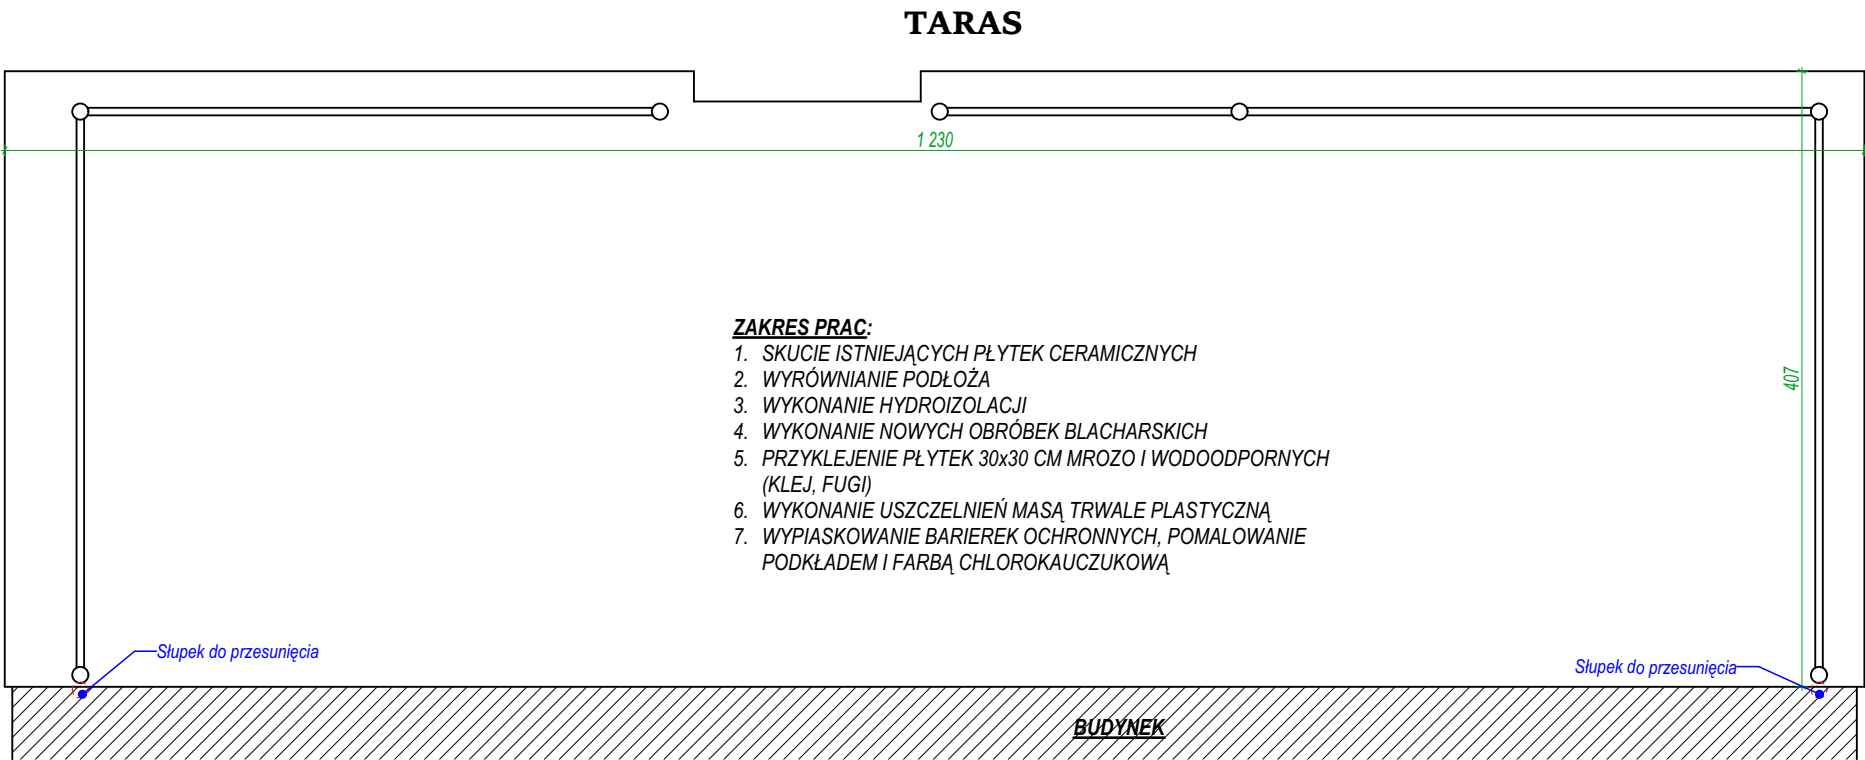 TARAS
1 230
ZAKRES PRAC:
1. SKUCIE ISTNIEJĄCYCH PŁYTEK CERAMICZNYCH
2. WYRÓWNIANIE PODŁOŻA
3. WYKONANIE HYDROIZOLACJI
4. WYKONANIE NOWYCH OBRÓBEK BLACHARSKICH
5. PRZYKLEJENIE PŁYTEK 30x30 CM MROZO I WODOODPORNYCH
(KLEJ, FUGI)
6. WYKONANIE USZCZELNIEŃ MASĄ TRWALE PLASTYCZNĄ
7. WYPIASKOWANIE BARIEREK OCHRONNYCH, POMALOWANIE
PODKŁADEM I FARBĄ CHLOROKAUCZUKOWĄ
407
Słupek do przesunięcia
Słupek do przesunięcia
BUDYNEK